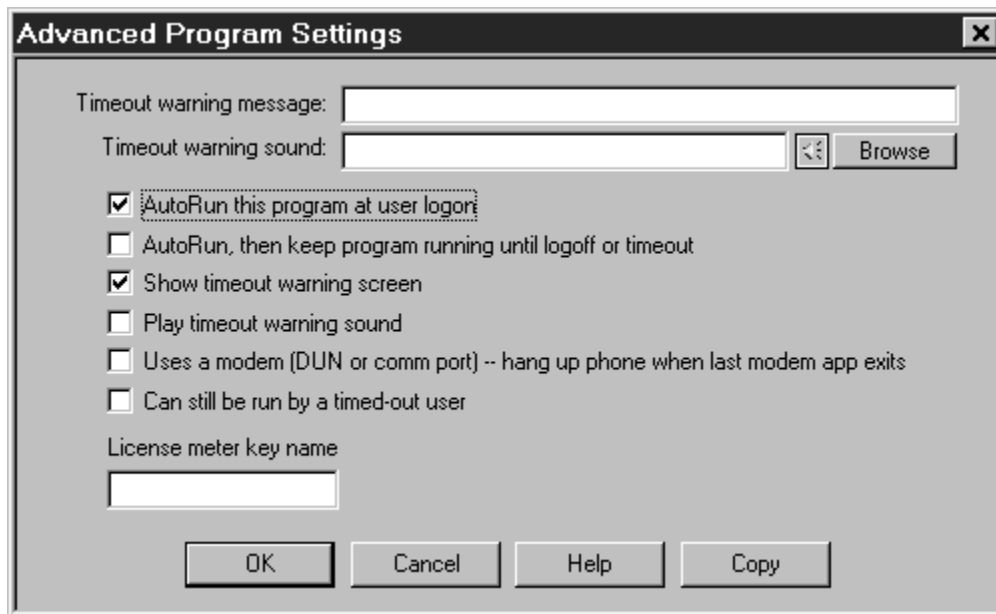 Advanced Program Settings
Timeout warning message:
Timeout warning sound:
Browse
AutoRun this program at user logon
AutoRun, then keep program running until logoff or timeout
Show timeout warning screen
Play timeout warning sound
Uses a modem (DUN or comm port) -- hang up phone when last modem app exits
Can still be run by a timed-out user
License meter key name
OK
Cancel
Help
Copy